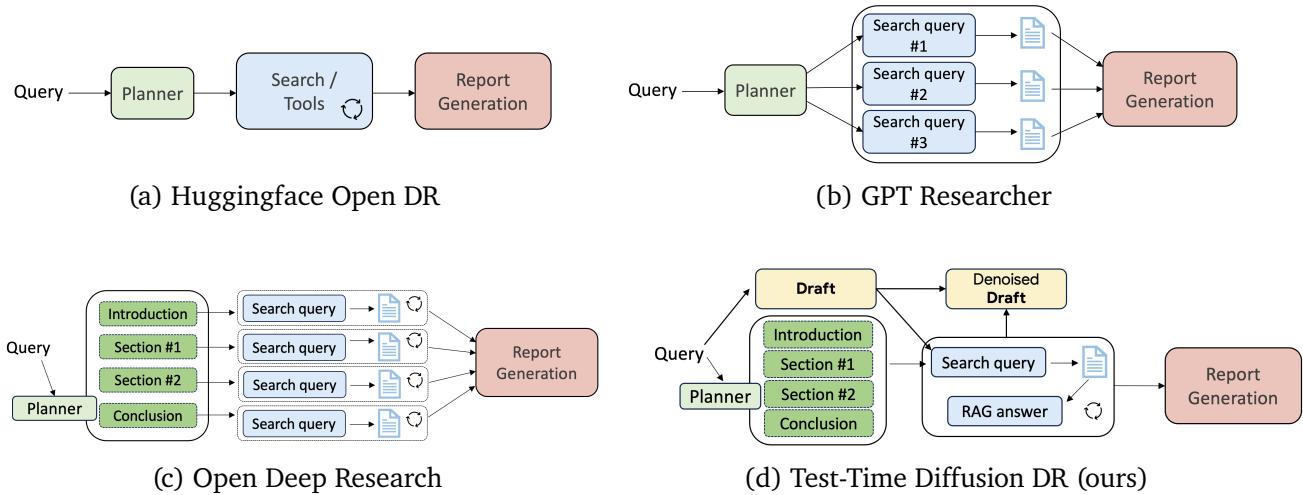 Query
Planner
Search /
Tools
Report
Generation
(a) Huggingface Open DR
Query
Planner
Search query
#1
Search query
#2
Search query
#3
Report
Generation
(b) GPT Researcher
Query
Planner
Introduction
Section #1
Section #2
Conclusion
Search query
Search query
Search query
Search query
Report
Generation
(c) Open Deep Research
Query
Planner
Draft
Introduction
Section #1
Section #2
Conclusion
Denoised
Draft
Search query
RAG answer
Report
Generation
(d) Test-Time Diffusion DR (ours)